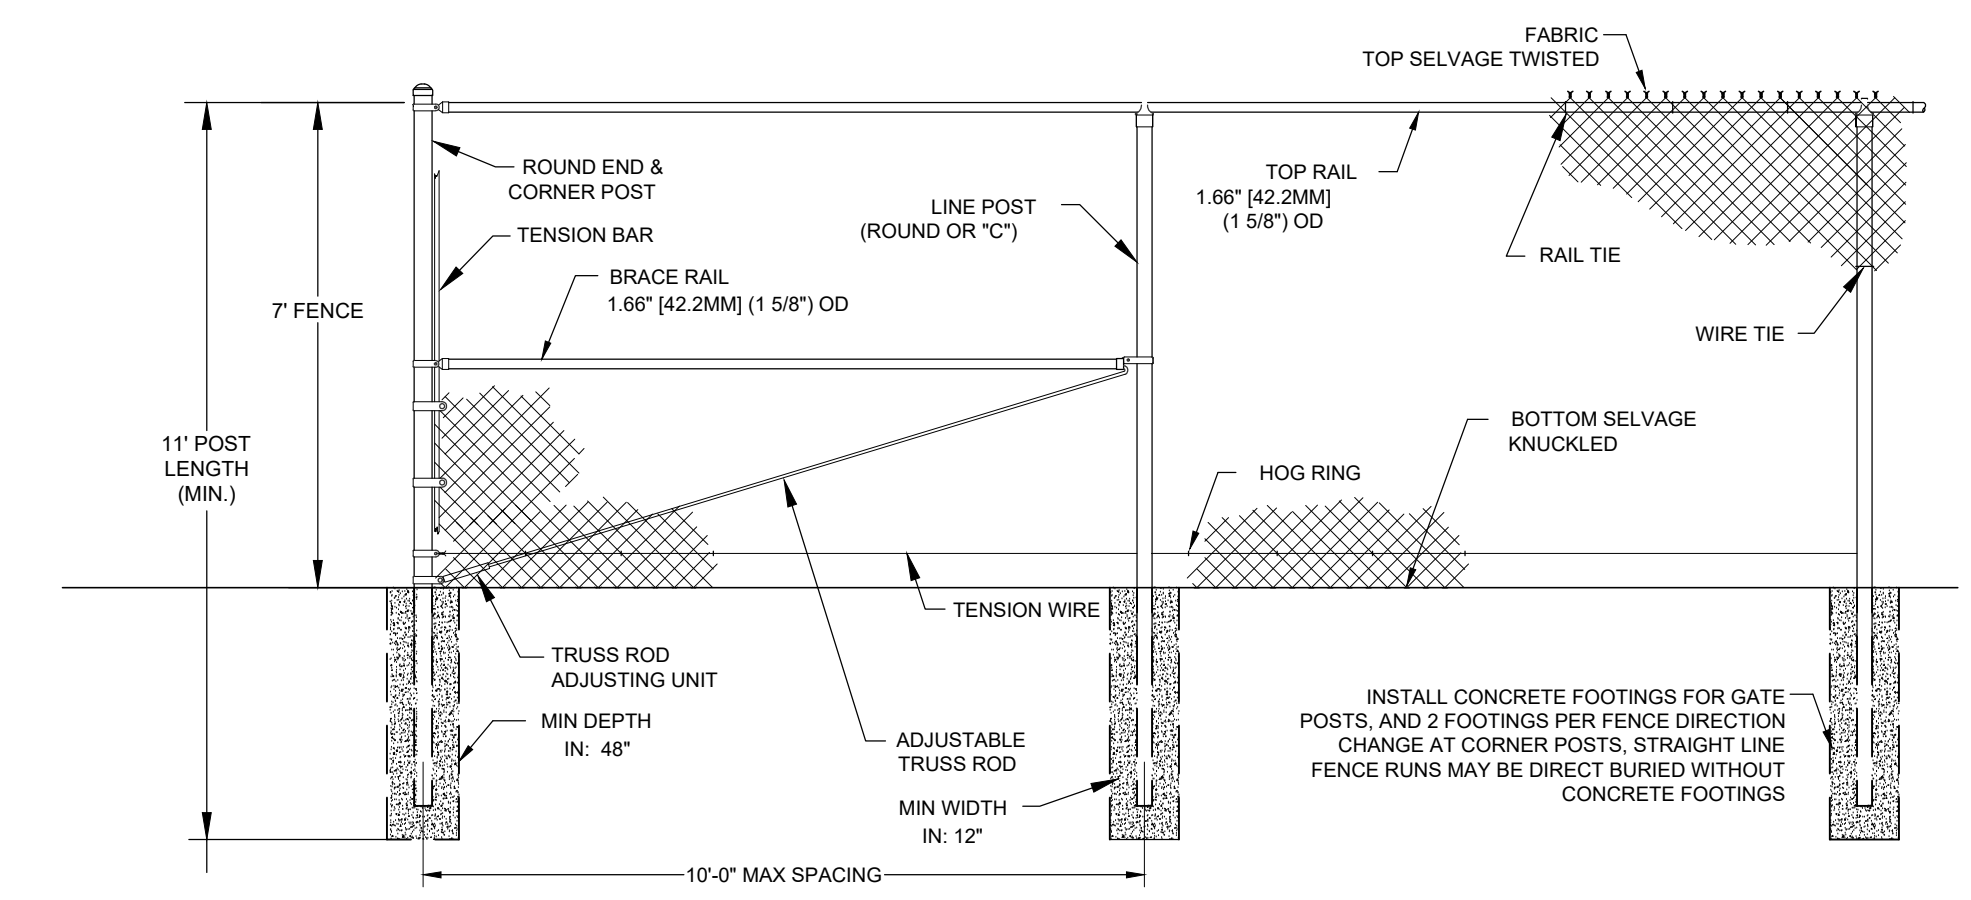 FABRIC
TOP SELVAGE TWISTED
ROUND END &
CORNER POST
TENSION BAR
BRACE RAIL
1.66" [42.2MM] (1 5/8") OD
LINE POST
(ROUND OR "C")
TOP RAIL
1.66" [42.2MM]
(1 5/8") OD
RAIL TIE
WIRE TIE
7' FENCE
11' POST
LENGTH
(MIN.)
BOTTOM SELVAGE
KNUCKLED
HOG RING
TENSION WIRE
TRUSS ROD
ADJUSTING UNIT
MIN DEPTH
IN: 48"
ADJUSTABLE
TRUSS ROD
MIN WIDTH
IN: 12"
INSTALL CONCRETE FOOTINGS FOR GATE
POSTS, AND 2 FOOTINGS PER FENCE DIRECTION
CHANGE AT CORNER POSTS, STRAIGHT LINE
FENCE RUNS MAY BE DIRECT BURIED WITHOUT
CONCRETE FOOTINGS
10'-0" MAX SPACING